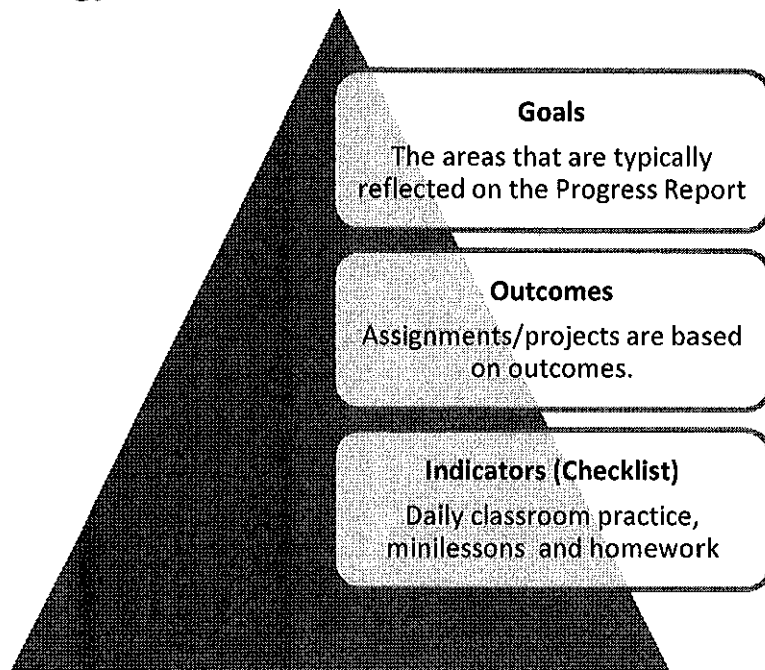 Goals
The areas that are typically
reflected on the Progress Report
Outcomes
Assignments/projects are based
on outcomes.
Indicators (Checklist)
Daily classroom practice,
minilessons and homework